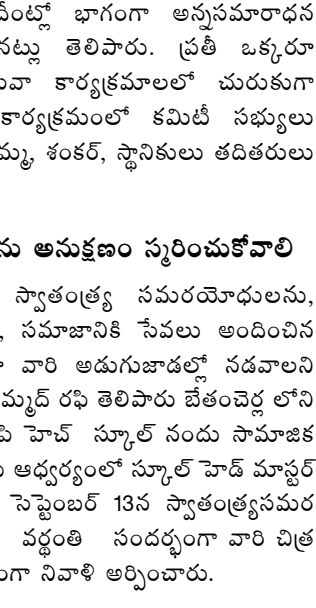 దీంట్లో భాగంగా అన్నసమారాధన
నట్లు తెలిపారు. ప్రతీ ఒక్కరూ
వా కార్యక్రమాలలో చురుకుగా
కార్యక్రమంలో కమిటీ సభ్యులు
మ్మ, శంకర్, స్థానికులు తదితరులు
ను అనుక్షణం స్మరించుకోవాలి
స్వాతంత్ర్య సమరయోధులను,
, సమాజానికి సేవలు అందించిన
వారి అడుగుజాడల్లో నడవాలని
మ్మద్ రఫి తెలిపారు బేతంచెర్ల లోని
పి హెచ్ స్కూల్ నందు సామాజిక
ఆధ్వర్యంలో స్కూల్ హెడ్ మాస్టర్
సెప్టెంబర్ 13న స్వాతంత్ర్యసమర
వర్థంతి సందర్భంగా వారి చిత్ర
ంగా నివాళి అర్పించారు.